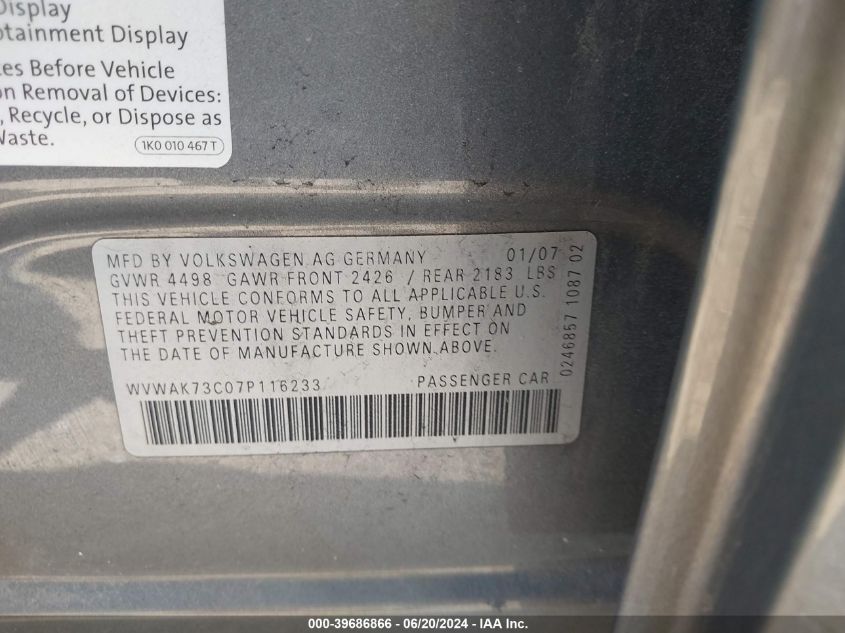 Display
tainment Display
es Before Vehicle
on Removal of Devices:
, Recycle, or Dispose as
Waste.
1K0 010 467 T
MFD BY VOLKSWAGEN AG GERMANY 01/07
GVWR 4498 GAWR FRONT 2426 / REAR 2183 LBS
THIS VEHICLE CONFORMS TO ALL APPLICABLE U.S.
FEDERAL MOTOR VEHICLE SAFETY, BUMPER AND
THEFT PREVENTION STANDARDS IN EFFECT ON
THE DATE OF MANUFACTURE SHOWN ABOVE.
WVWAK73C07P116233 PASSENGER CAR
0246857 1087 02
000-39686866 - 06/20/2024 - IAA Inc.